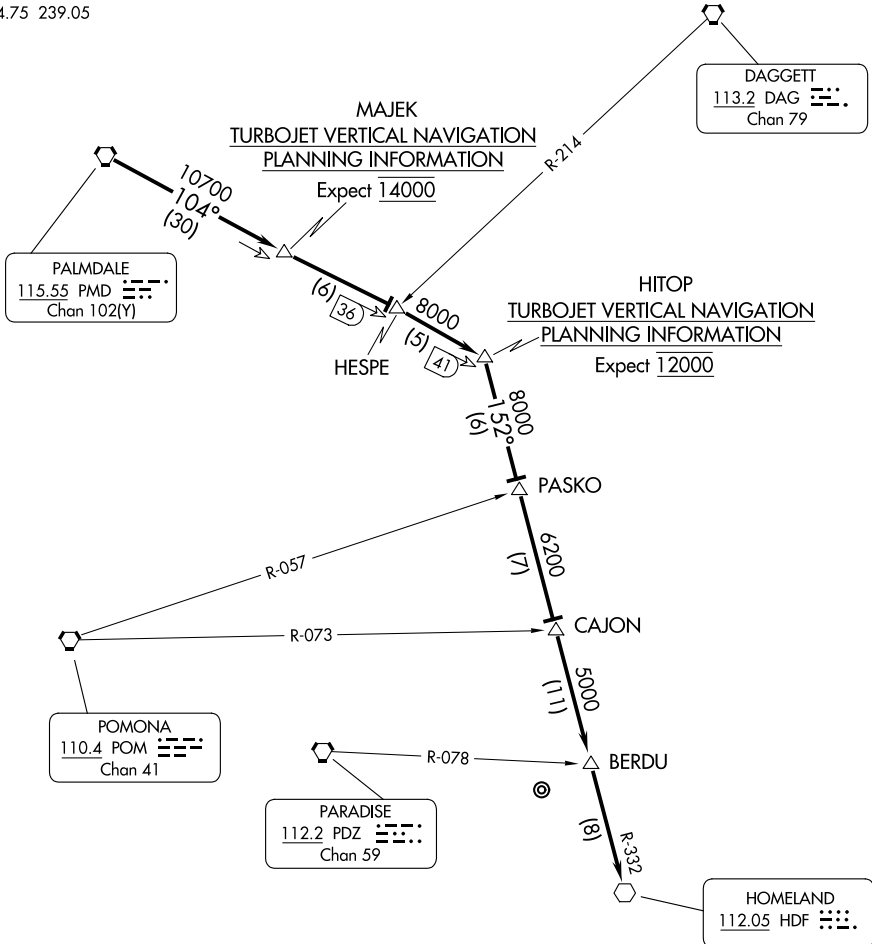 4.75 239.05
DAGGETT
113.2 DAG
Chan 79
MAJEK
TURBOJET VERTICAL NAVIGATION
PLANNING INFORMATION
Expect 14000
R-214
10700
104°
(30)
PALMDALE
115.55 PMD
Chan 102(Y)
(6)
36
HESPE
8000
(5)
41
HITOP
TURBOJET VERTICAL NAVIGATION
PLANNING INFORMATION
Expect 12000
8000
152°
(6)
PASKO
R-057
6200
(7)
R-073
CAJON
POMONA
110.4 POM
Chan 41
5000
(11)
R-078
BERDU
PARADISE
112.2 PDZ
Chan 59
(8)
R-332
HOMELAND
112.05 HDF